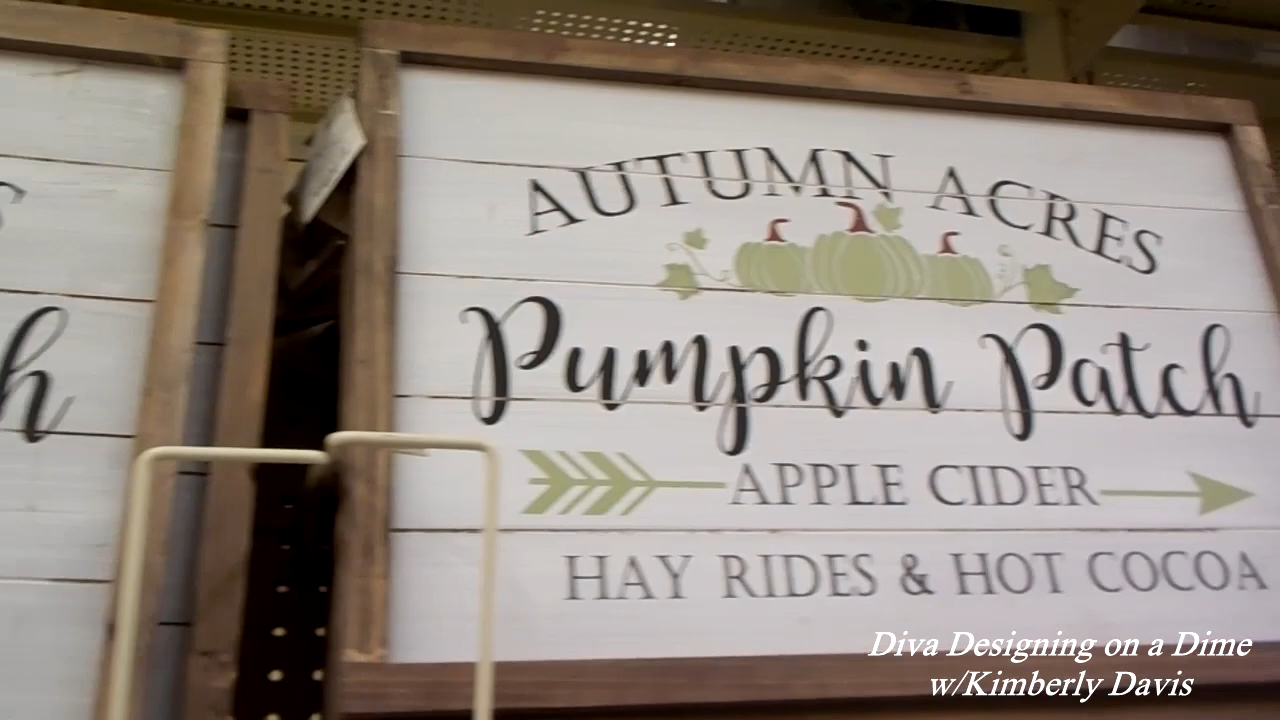 AUTUMN ACRES
Pumpkin Patch
APPLE CIDER
HAY RIDES & HOT COCOA
h
Diva Designing on a Dime
w/Kimberly Davis